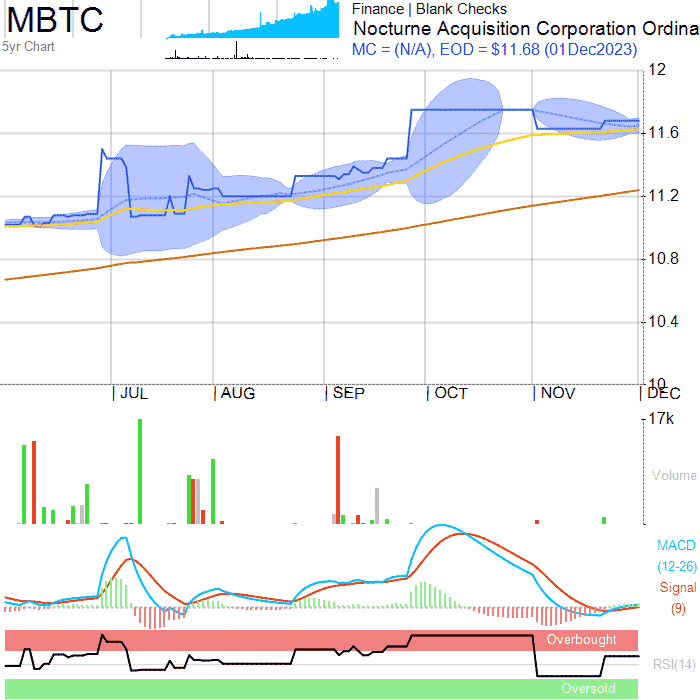 MBTC
5yr Chart
Finance | Blank Checks
Nocturne Acquisition Corporation Ordina
MC = (N/A), EOD = $11.68 (01Dec2023)
12
11.6
11.2
10.8
10.4
10
JUL
AUG
SEP
OCT
NOV
DEC
17k
Volume
MACD
(12-26)
Signal
(9)
Overbought
RSI(14)
Oversold